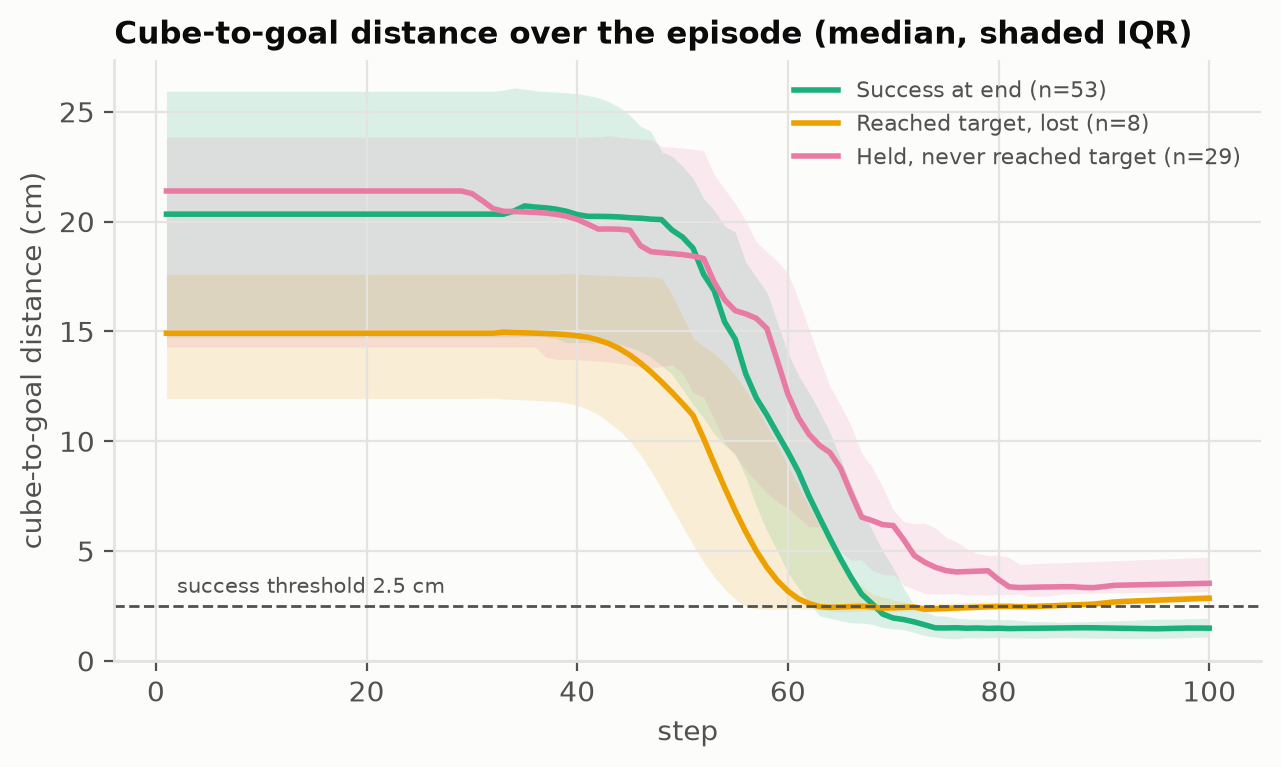 Cube-to-goal distance over the episode (median, shaded IQR)
Success at end (n=53)
Reached target, lost (n=8)
Held, never reached target (n=29)
cube-to-goal distance (cm)
25
20
15
10
5
0
success threshold 2.5 cm
0 20 40 60 80 100
step